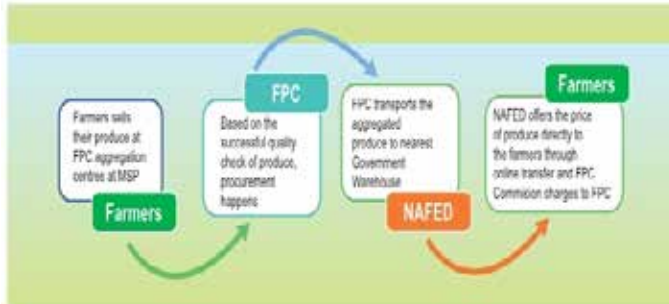 Farmers sells
their produce at
FPC aggregation
centre at MSP
Farmers
FPC
Based on the
successful quality
check of produce,
procurement
happens
FPC transports the
aggregated
produce to nearest
Government
Warehouse
NAFED
Farmers
NAFED offers the price
of produce directly to
the farmers through
online transfer and FPC
Commision charges to FPC